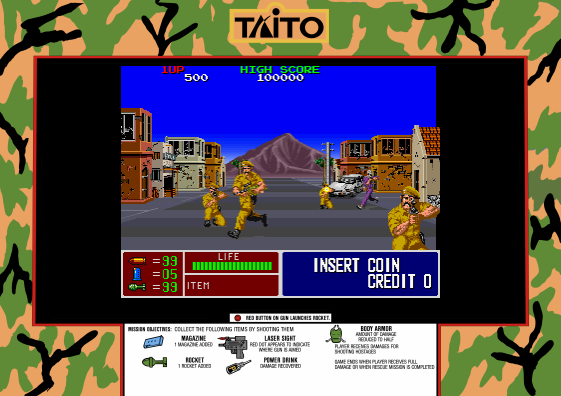 TAITO
1UP HIGH SCORE
500 100000
=99
=05
=99
LIFE
ITEM
INSERT COIN
CREDIT 0
RED BUTTON ON GUN LAUNCHES ROCKET.
MISSION OBJECTIVES: COLLECT THE FOLLOWING ITEMS BY SHOOTING THEM
MAGAZINE
1 MAGAZINE ADDED
ROCKET
1 ROCKET ADDED
LASER SIGHT
RED DOT APPEARS TO INDICATE
WHERE GUN IS AIMED
POWER DRINK
DAMAGE RECOVERED
BODY ARMOR
AMOUNT OF DAMAGE
REDUCED TO HALF
PLAYER RECEIVES DAMAGES FOR
SHOOTING HOSTAGES
GAME ENDS WHEN PLAYER RECEIVES FULL
DAMAGE OR WHEN RESCUE MISSION IS COMPLETED